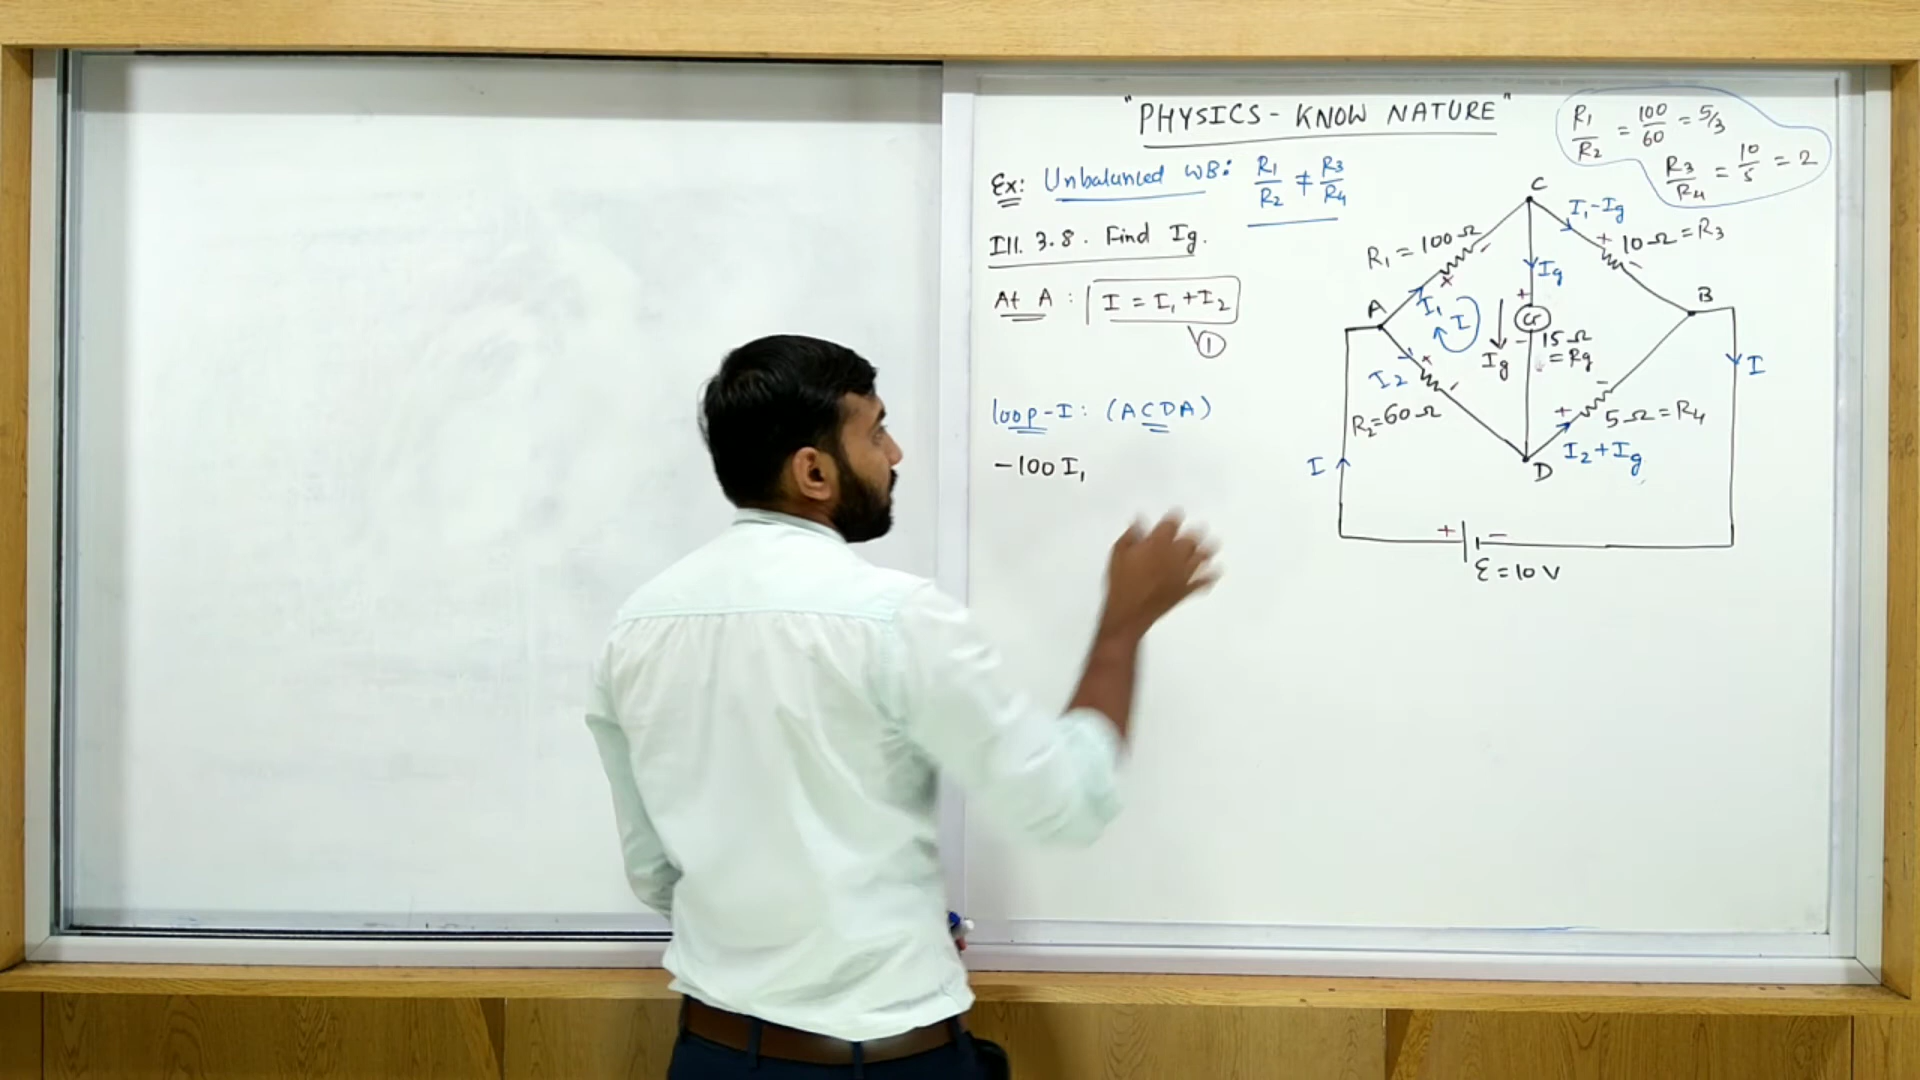 "PHYSICS - KNOW NATURE"
Ex: Unbalanced WB: R1/R2 ≠ R3/R4
Ill. 3.8. Find Ig.
At A : I = I1 + I2
1
loop-I: (ACDA)
-100 I1
R1/R2 = 100/60 = 5/3
R3/R4 = 10/5 = 2
C
I1-Ig
R1 = 100Ω
+ -
+ 10Ω = R3
-
Ig
A
I1
I
+
G
-
15Ω
= Rg
Ig
B
I
I2
+ -
R2=60Ω
+ -
5Ω = R4
I2+Ig
D
I
+ -
ε = 10 V